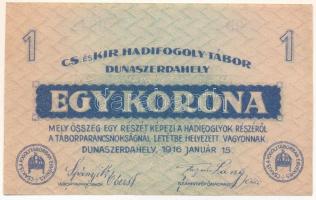 1 1
CS. ÉS KIR. HADIFOGOLY-TÁBOR
DUNASZERDAHELY
EGY KORONA
MELY ÖSSZEG EGY RÉSZÉT KÉPEZI A HADIFOGLYOK RÉSZÉRŐL
A TÁBORPARANCSNOKSÁGNÁL LETÉTBE HELYEZETT VAGYONNAK
DUNASZERDAHELY, 1916 JANUÁR 15.